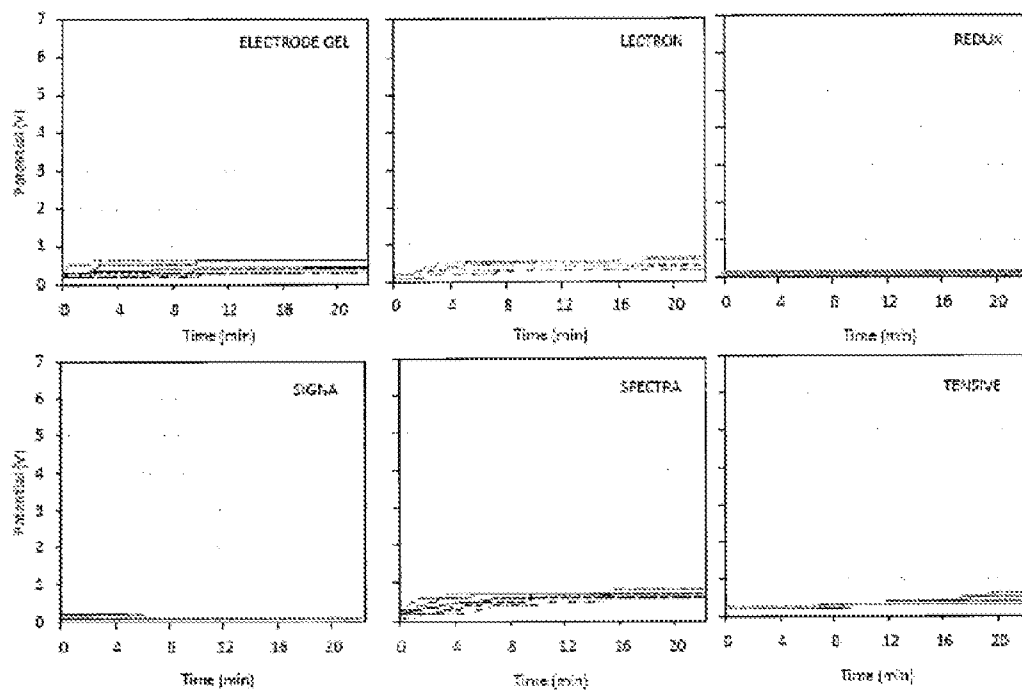 7
6
5
4
3
2
1
0
Potential (V)
ELECTRODE GEL
0 4 8 12 16 20
Time (min)
LECTRON
0 4 8 12 16 20
Time (min)
REDUX
0 4 8 12 16 20
Time (min)
7
6
5
4
3
2
1
0
Potential (V)
SIGNA
0 4 8 12 16 20
Time (min)
SPECTRA
0 4 8 12 16 20
Time (min)
TENSIVE
0 4 8 12 16 20
Time (min)